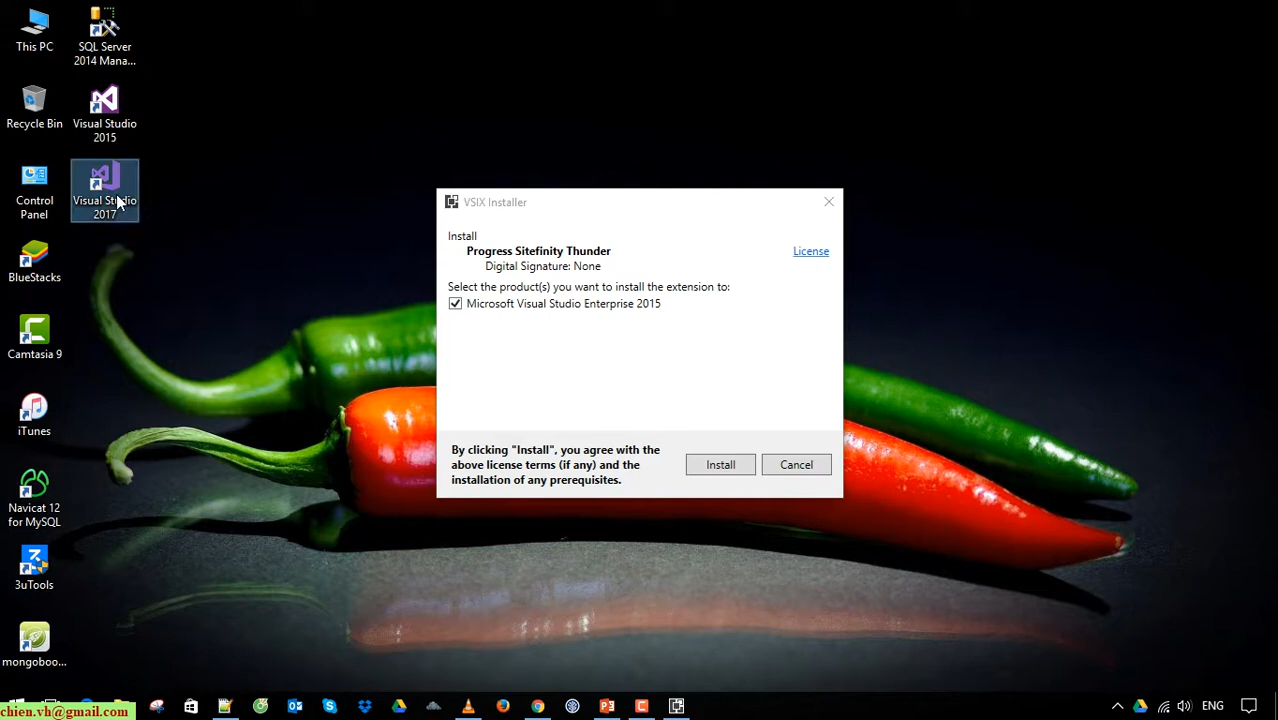 This PC
SQL Server
2014 Mana...
Recycle Bin
Visual Studio
2015
Control
Panel
Visual Studio
2017
BlueStacks
Camtasia 9
iTunes
Navicat 12
for MySQL
3uTools
mongoboo...
VSIX Installer
Install
Progress Sitefinity Thunder
License
Digital Signature: None
Select the product(s) you want to install the extension to:
Microsoft Visual Studio Enterprise 2015
By clicking "Install", you agree with the
above license terms (if any) and the
installation of any prerequisites.
Install
Cancel
chien.vh@gmail.com
ENG